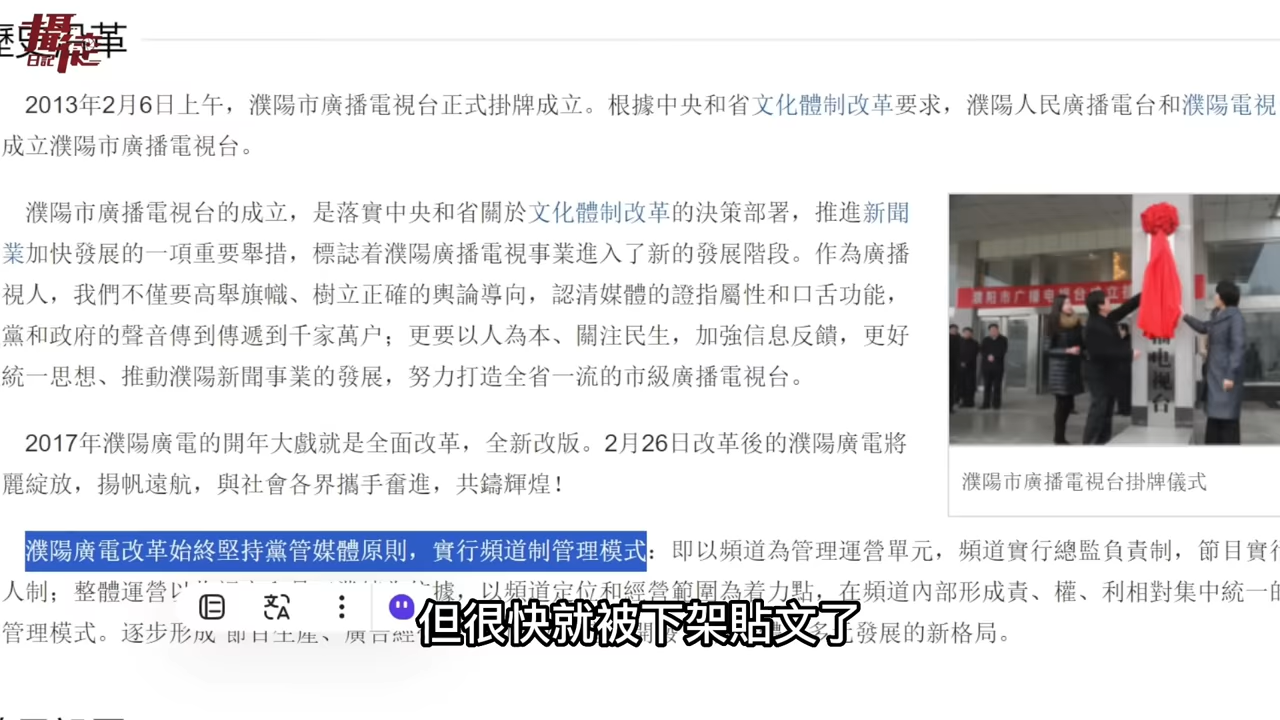 攝徒日記
歷史沿革
2013年2月6日上午，濮陽市廣播電視台正式掛牌成立。根據中央和省文化體制改革要求，濮陽人民廣播電台和濮陽電視
成立濮陽市廣播電視台。
濮陽市廣播電視台的成立，是落實中央和省關於文化體制改革的決策部署，推進新聞
業加快發展的一項重要舉措，標誌着濮陽廣播電視事業進入了新的發展階段。作為廣播
視人，我們不僅要高舉旗幟、樹立正確的輿論導向，認清媒體的證指屬性和口舌功能，
黨和政府的聲音傳到傳遞到千家萬户；更要以人為本、關注民生，加強信息反饋，更好
統一思想、推動濮陽新聞事業的發展，努力打造全省一流的市級廣播電視台。
濮阳市广播电视台成立
电视台
濮陽市廣播電視台掛牌儀式
2017年濮陽廣電的開年大戲就是全面改革，全新改版。2月26日改革後的濮陽廣電將
麗綻放，揚帆遠航，與社會各界攜手奮進，共鑄輝煌！
濮陽廣電改革始終堅持黨管媒體原則，實行頻道制管理模式：即以頻道為管理運營單元，頻道實行總監負責制，節目實行
人制；整體運營以
，以頻道定位和經營範圍為着力點，在頻道內部形成責、權、利相對集中統一的
管理模式。逐步形成
多元發展的新格局。
但很快就被下架貼文了